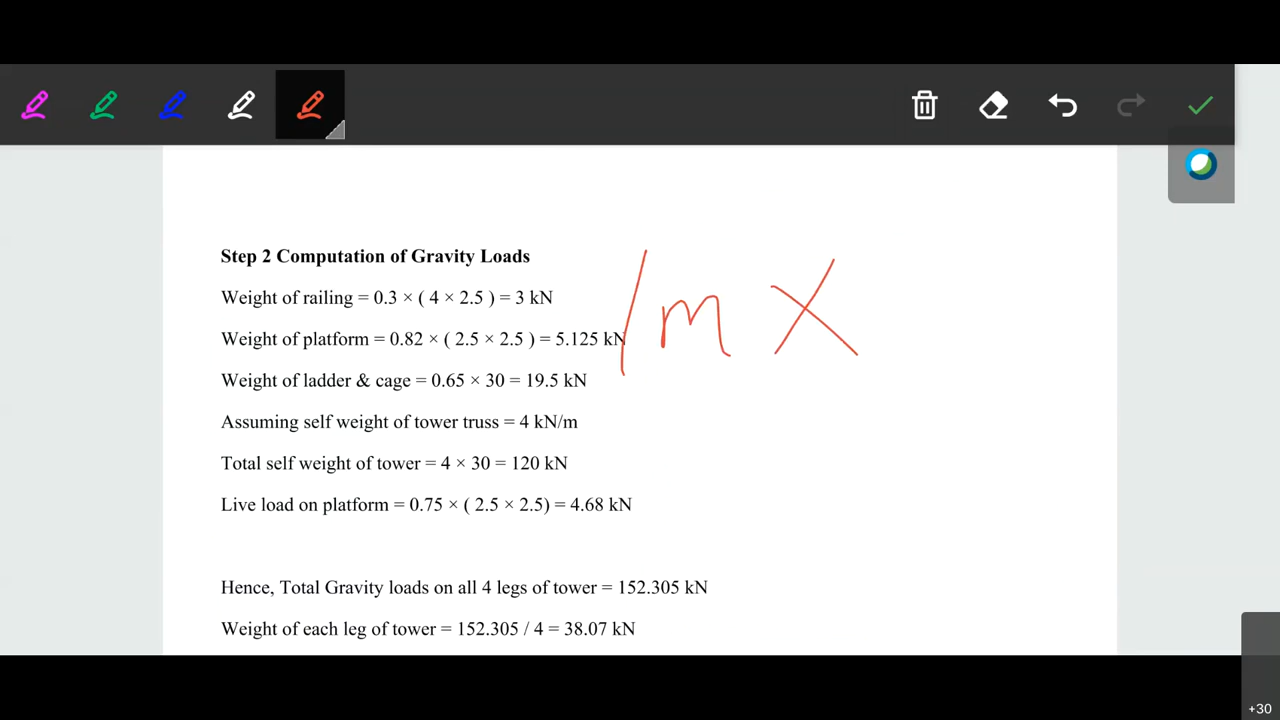 Step 2 Computation of Gravity Loads
Weight of railing = 0.3 × ( 4 × 2.5 ) = 3 kN
/m X
Weight of platform = 0.82 × ( 2.5 × 2.5 ) = 5.125 kN
Weight of ladder & cage = 0.65 × 30 = 19.5 kN
Assuming self weight of tower truss = 4 kN/m
Total self weight of tower = 4 × 30 = 120 kN
Live load on platform = 0.75 × ( 2.5 × 2.5) = 4.68 kN
Hence, Total Gravity loads on all 4 legs of tower = 152.305 kN
Weight of each leg of tower = 152.305 / 4 = 38.07 kN
+30